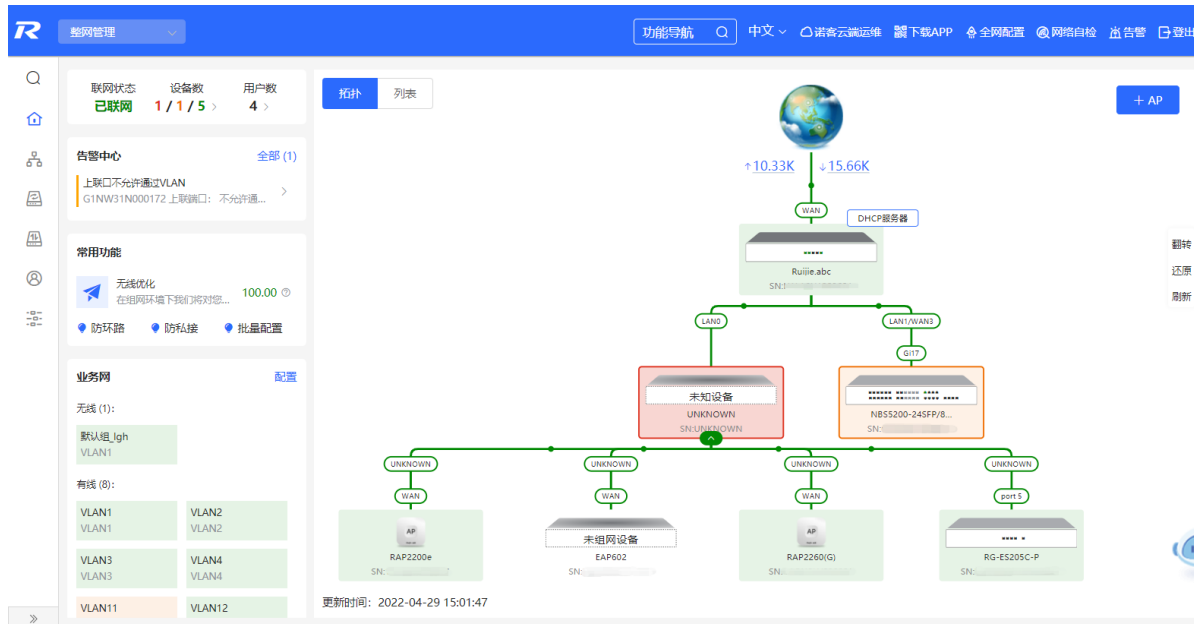 整网管理
功能导航
中文
诺客云端运维
下载APP
全网配置
网络自检
告警
登出
联网状态
已联网
设备数
1 / 1 / 5
用户数
4
告警中心
全部 (1)
上联口不允许通过VLAN
G1NW31N000172 上联端口： 不允许通...
常用功能
无线优化
在组网环境下我们将对您...
100.00
防环路
防私接
批量配置
业务网
配置
无线 (1):
默认组_lgh
VLAN1
有线 (8):
VLAN1
VLAN1
VLAN2
VLAN2
VLAN3
VLAN3
VLAN4
VLAN4
VLAN11
VLAN12
拓扑
列表
+ AP
↑10.33K
↓15.66K
WAN
DHCP服务器
Ruijie.abc
SN:
LAN0
LAN1/WAN3
Gi17
未知设备
UNKNOWN
SN:UNKNOWN
NBS5200-24SFP/8...
SN:
UNKNOWN
UNKNOWN
UNKNOWN
UNKNOWN
WAN
WAN
WAN
port 5
AP
RAP2200e
SN:
未组网设备
EAP602
SN:
AP
RAP2260(G)
SN:
RG-ES205C-P
SN:
翻转
还原
刷新
更新时间：2022-04-29 15:01:47